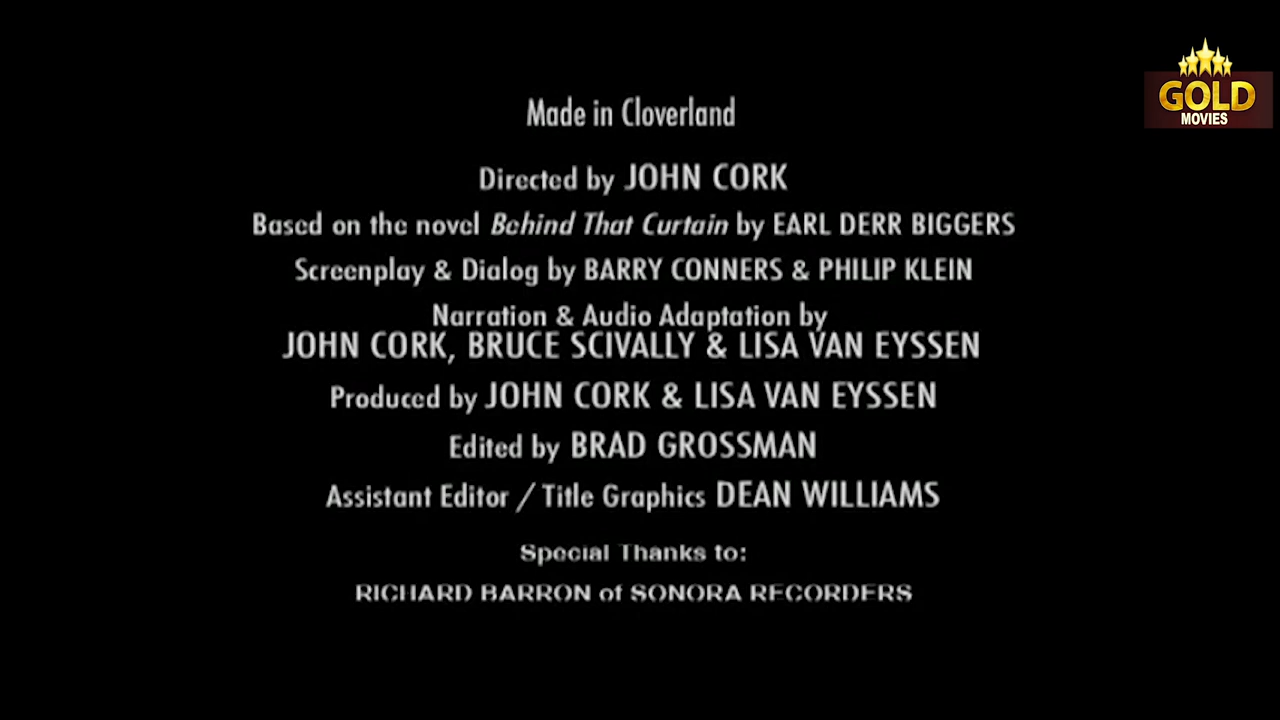 GOLD
MOVIES
Made in Cloverland
Directed by JOHN CORK
Based on the novel Behind That Curtain by EARL DERR BIGGERS
Screenplay & Dialog by BARRY CONNERS & PHILIP KLEIN
Narration & Audio Adaptation by
JOHN CORK, BRUCE SCIVALLY & LISA VAN EYSSEN
Produced by JOHN CORK & LISA VAN EYSSEN
Edited by BRAD GROSSMAN
Assistant Editor / Title Graphics DEAN WILLIAMS
Special Thanks to:
RICHARD BARRON of SONORA RECORDERS